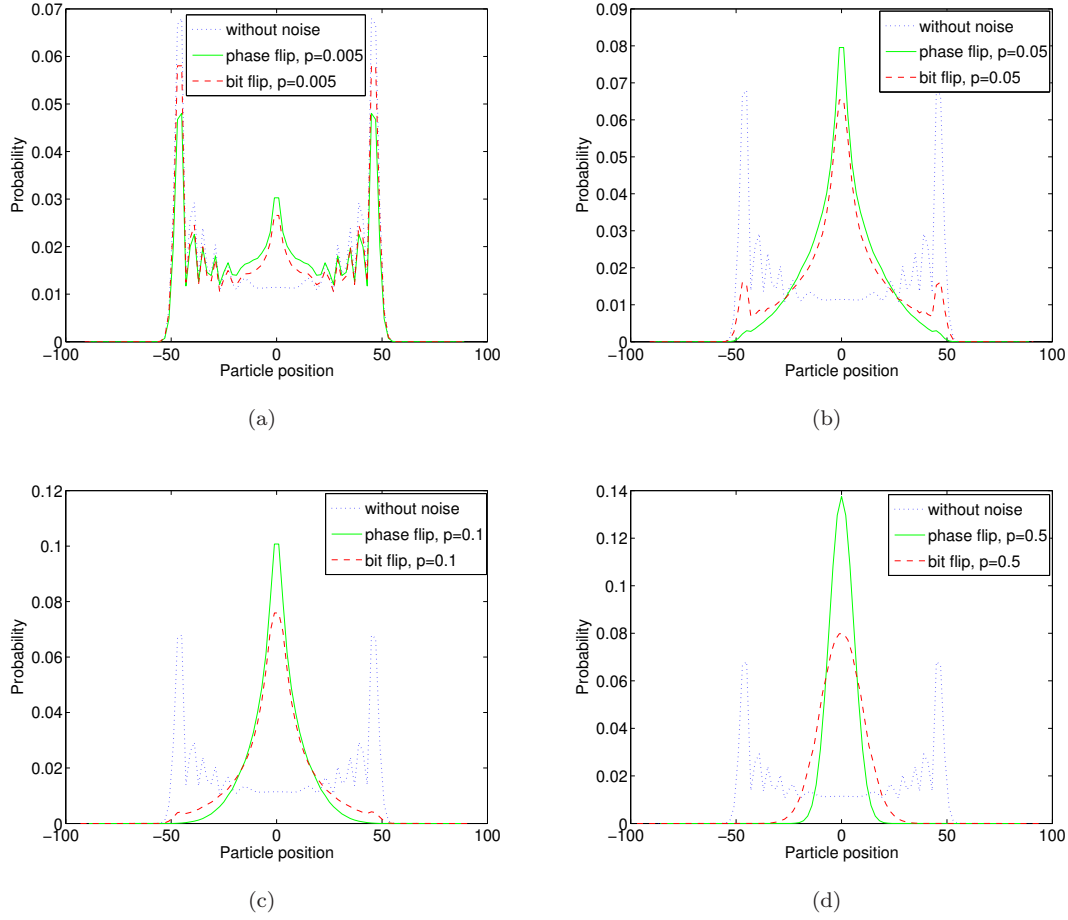 0.07
0.06
0.05
0.04
0.03
0.02
0.01
0
Probability
without noise
phase flip, p=0.005
bit flip, p=0.005
−100
−50
0
50
100
Particle position
(a)
0.09
0.08
0.07
0.06
0.05
0.04
0.03
0.02
0.01
0
Probability
without noise
phase flip, p=0.05
bit flip, p=0.05
−100
−50
0
50
100
Particle position
(b)
0.12
0.1
0.08
0.06
0.04
0.02
0
Probability
without noise
phase flip, p=0.1
bit flip, p=0.1
−100
−50
0
50
100
Particle position
(c)
0.14
0.12
0.1
0.08
0.06
0.04
0.02
0
Probability
without noise
phase flip, p=0.5
bit flip, p=0.5
−100
−50
0
50
100
Particle position
(d)